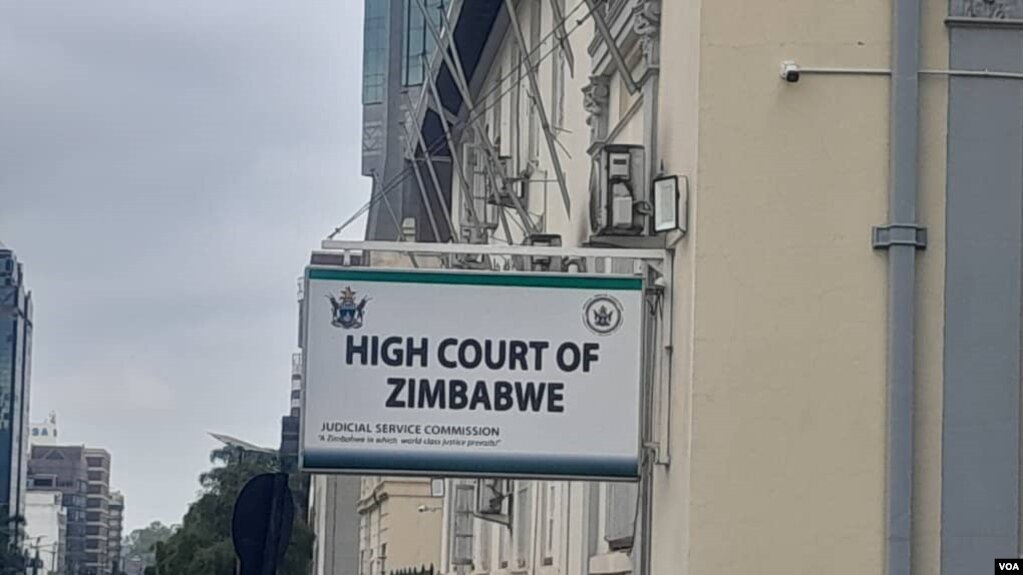 HIGH COURT OF
ZIMBABWE
JUDICIAL SERVICE COMMISSION
"A Zimbabwe in which world class justice prevails!"
VOA